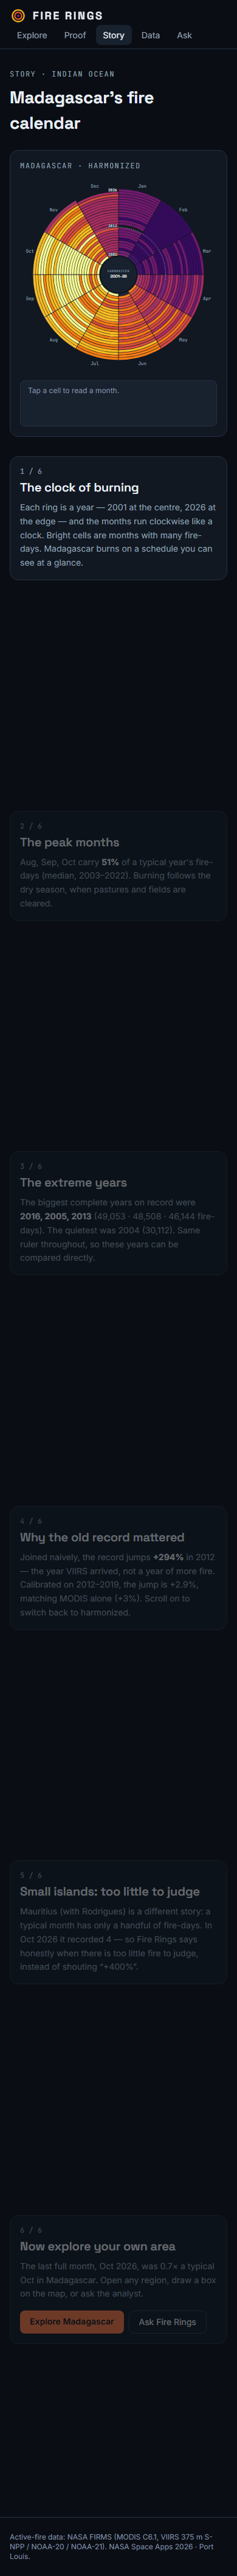 FIRE RINGS
Explore Proof Story Data Ask
STORY · INDIAN OCEAN
Madagascar's fire
calendar
MADAGASCAR · HARMONIZED
Dec 2026 Jan
Nov Feb
2012
Oct 2001 Mar
HARMONIZED
2001–26
Sep Apr
Aug May
Jul Jun
Tap a cell to read a month.
1 / 6
The clock of burning
Each ring is a year — 2001 at the centre, 2026 at
the edge — and the months run clockwise like a
clock. Bright cells are months with many fire-
days. Madagascar burns on a schedule you can
see at a glance.
2 / 6
The peak months
Aug, Sep, Oct carry 51% of a typical year's fire-
days (median, 2003–2022). Burning follows the
dry season, when pastures and fields are
cleared.
3 / 6
The extreme years
The biggest complete years on record were
2016, 2005, 2013 (49,053 · 48,508 · 46,144 fire-
days). The quietest was 2004 (30,112). Same
ruler throughout, so these years can be
compared directly.
4 / 6
Why the old record mattered
Joined naively, the record jumps +294% in 2012
— the year VIIRS arrived, not a year of more fire.
Calibrated on 2012–2019, the jump is +2.9%,
matching MODIS alone (+3%). Scroll on to
switch back to harmonized.
5 / 6
Small islands: too little to judge
Mauritius (with Rodrigues) is a different story: a
typical month has only a handful of fire-days. In
Oct 2026 it recorded 4 — so Fire Rings says
honestly when there is too little fire to judge,
instead of shouting "+400%".
6 / 6
Now explore your own area
The last full month, Oct 2026, was 0.7× a typical
Oct in Madagascar. Open any region, draw a box
on the map, or ask the analyst.
Explore Madagascar Ask Fire Rings
Active-fire data: NASA FIRMS (MODIS C6.1, VIIRS 375 m S-
NPP / NOAA-20 / NOAA-21). NASA Space Apps 2026 · Port
Louis.